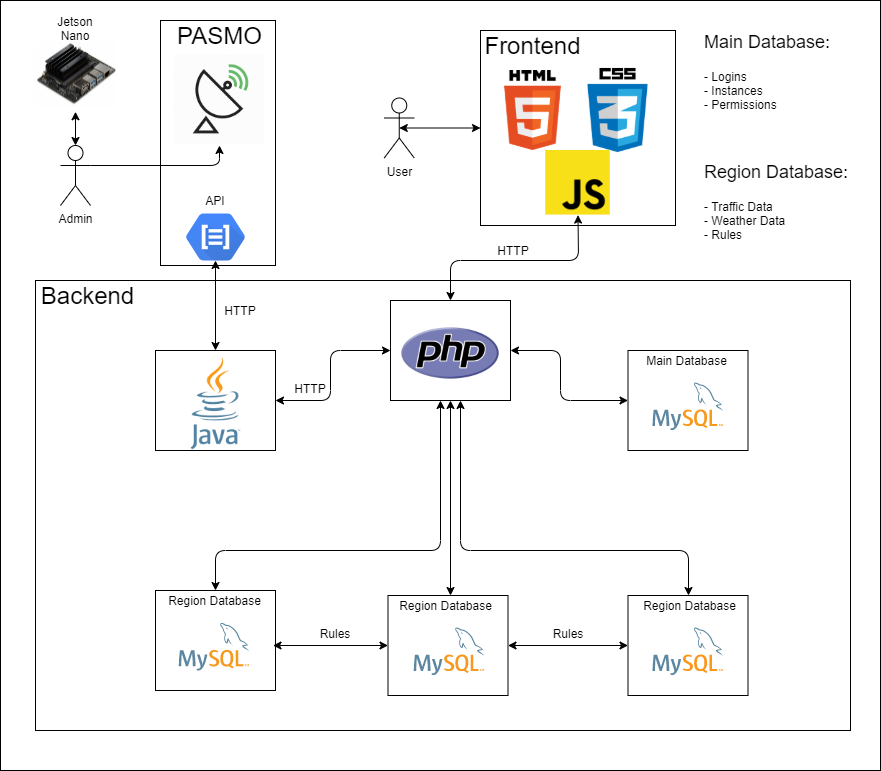 Jetson
Nano
PASMO
Frontend
HTML
5
CSS
3
JS
Main Database:
- Logins
- Instances
- Permissions
User
Admin
API
Region Database:
- Traffic Data
- Weather Data
- Rules
HTTP
Backend
HTTP
php
Main Database
MySQL
HTTP
Java
Region Database
MySQL
Rules
Region Database
MySQL
Rules
Region Database
MySQL